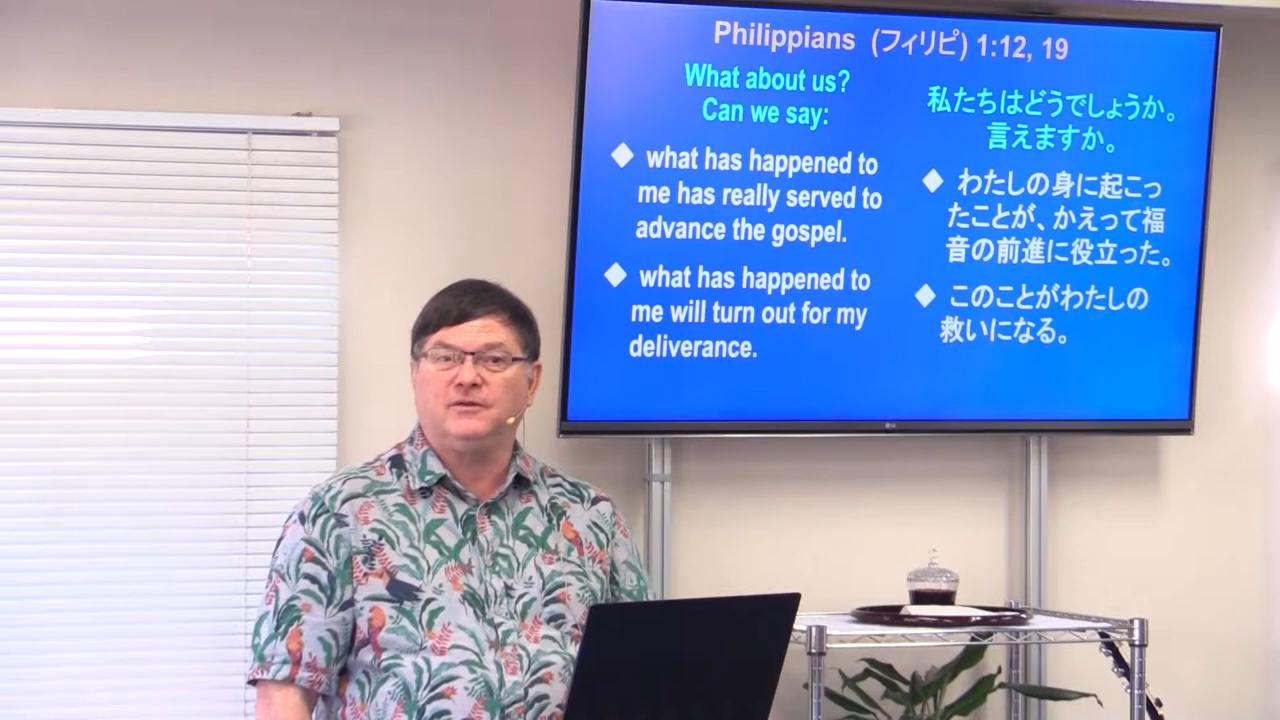 Philippians (フィリピ) 1:12, 19
What about us?
Can we say:
◆ what has happened to
me has really served to
advance the gospel.
◆ what has happened to
me will turn out for my
deliverance.
私たちはどうでしょうか。
言えますか。
◆ わたしの身に起こっ
たことが、かえって福
音の前進に役立った。
◆ このことがわたしの
救いになる。
LG